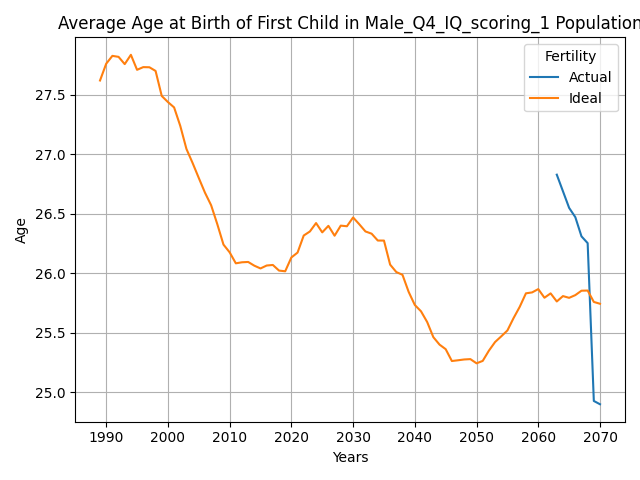 Average Age at Birth of First Child in Male_Q4_IQ_scoring_1 Population
Fertility
Actual
Ideal
27.5
27.0
26.5
26.0
25.5
25.0
Age
1990 2000 2010 2020 2030 2040 2050 2060 2070
Years